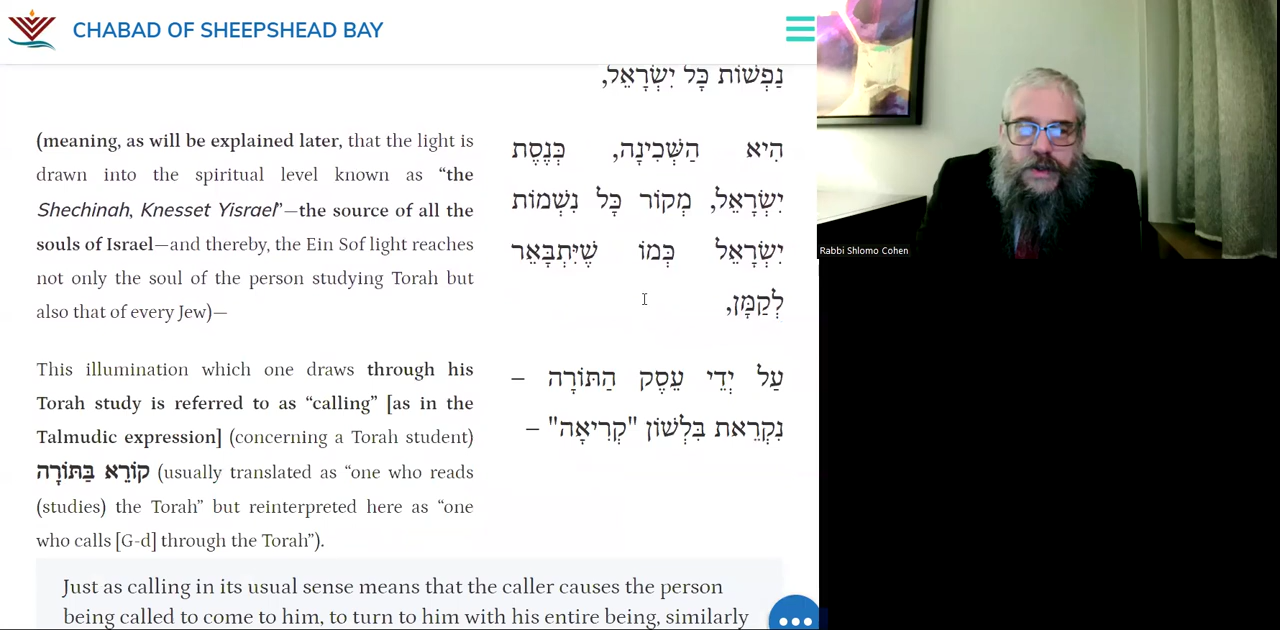 CHABAD OF SHEEPSHEAD BAY
נַפְשׁוֹת כָּל יִשְׂרָאֵל,
(meaning, as will be explained later, that the light is
drawn into the spiritual level known as “the
Shechinah, Knesset Yisrael”—the source of all the
souls of Israel—and thereby, the Ein Sof light reaches
not only the soul of the person studying Torah but
also that of every Jew)—
הִיא הַשְּׁכִינָה, כְּנֶסֶת
יִשְׂרָאֵל, מְקוֹר כָּל נִשְׁמוֹת
יִשְׂרָאֵל כְּמוֹ שֶׁיִּתְבָּאֵר
לְקַמָּן,
This illumination which one draws through his
Torah study is referred to as “calling” [as in the
Talmudic expression] (concerning a Torah student)
קוֹרֵא בַּתּוֹרָה (usually translated as “one who reads
(studies) the Torah” but reinterpreted here as “one
who calls [G-d] through the Torah”).
עַל יְדֵי עֵסֶק הַתּוֹרָה –
נִקְרֵאת בִּלְשׁוֹן "קְרִיאָה" –
Just as calling in its usual sense means that the caller causes the person
being called to come to him, to turn to him with his entire being, similarly
Rabbi Shlomo Cohen